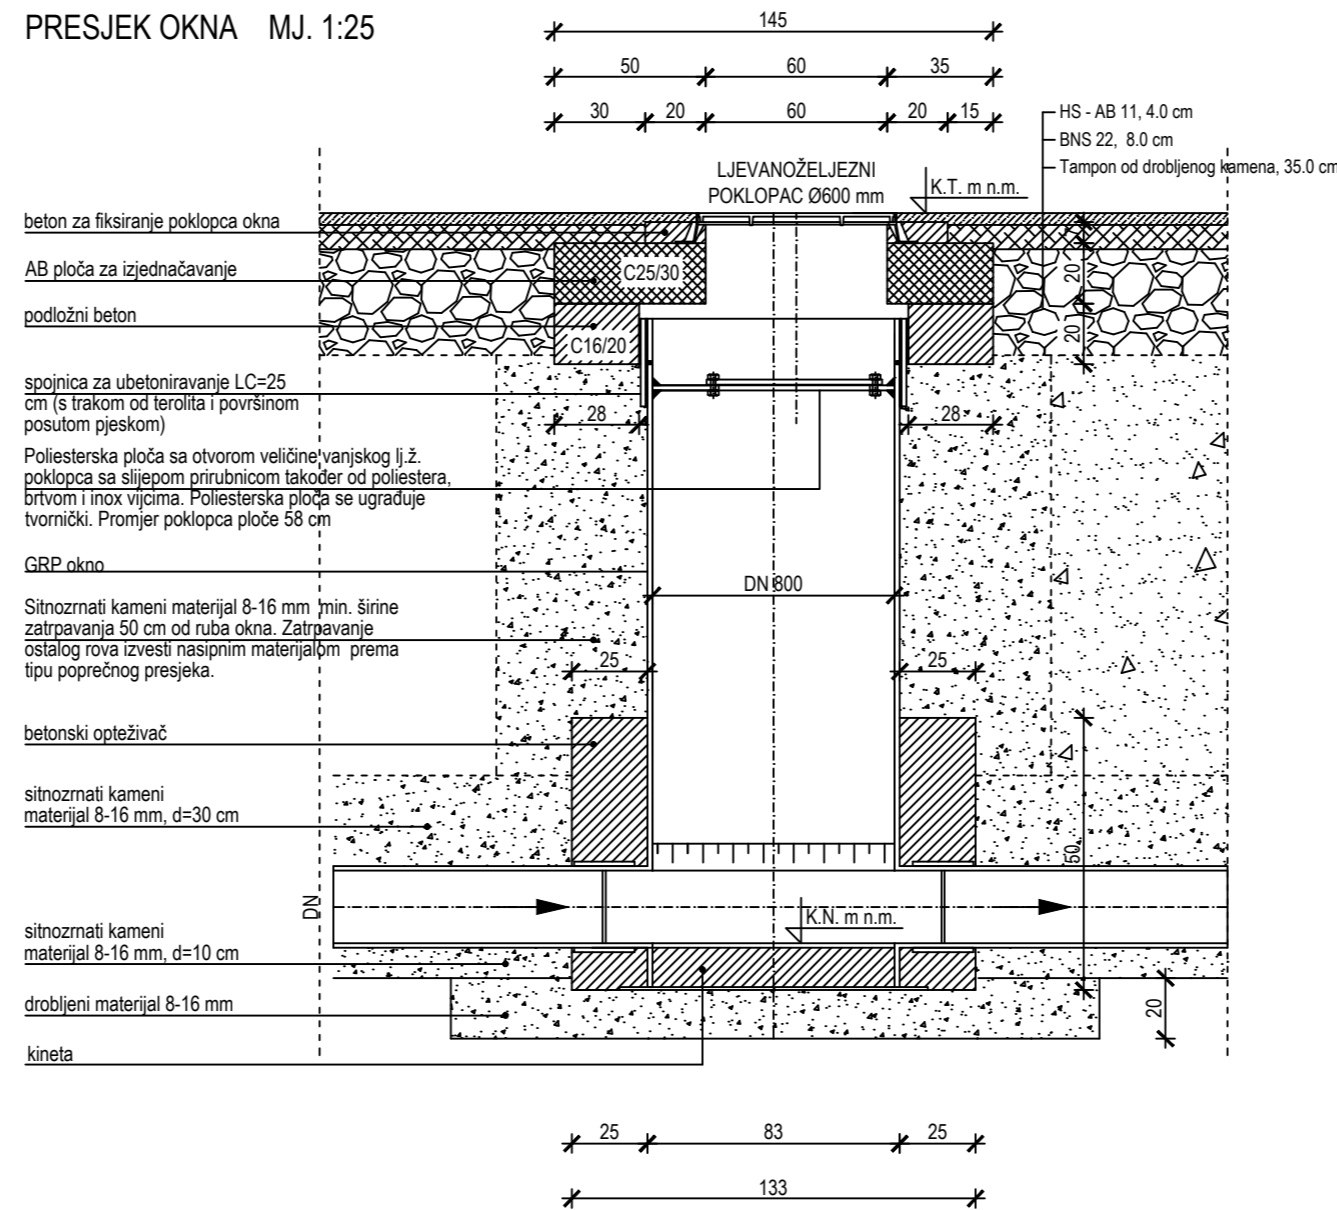 PRESJEK OKNA MJ. 1:25
145
50 60 35
30 20 60 20 15
HS - AB 11, 4.0 cm
BNS 22, 8.0 cm
Tampon od drobljenog kamena, 35.0 cm
LJEVANOŽELJEZNI
POKLOPAC Ø600 mm
K.T. m n.m.
beton za fiksiranje poklopca okna
AB ploča za izjednačavanje
C25/30
20
podložni beton
C16/20
20
spojnica za ubetoniravanje LC=25
cm (s trakom od terolita i površinom
posutom pjeskom)
28 28
Poliesterska ploča sa otvorom veličine vanjskog lj.ž.
poklopca sa slijepom prirubnicom također od poliestera,
brtvom i inox vijcima. Poliesterska ploča se ugrađuje
tvornički. Promjer poklopca ploče 58 cm
GRP okno
DN 800
Sitnozrnati kameni materijal 8-16 mm min. širine
zatrpavanja 50 cm od ruba okna. Zatrpavanje
ostalog rova izvesti nasipnim materijalom prema
tipu poprečnog presjeka.
25 25
betonski opteživač
sitnozrnati kameni
materijal 8-16 mm, d=30 cm
50
DN
K.N. m n.m.
sitnozrnati kameni
materijal 8-16 mm, d=10 cm
drobljeni materijal 8-16 mm
20
kineta
25 83 25
133